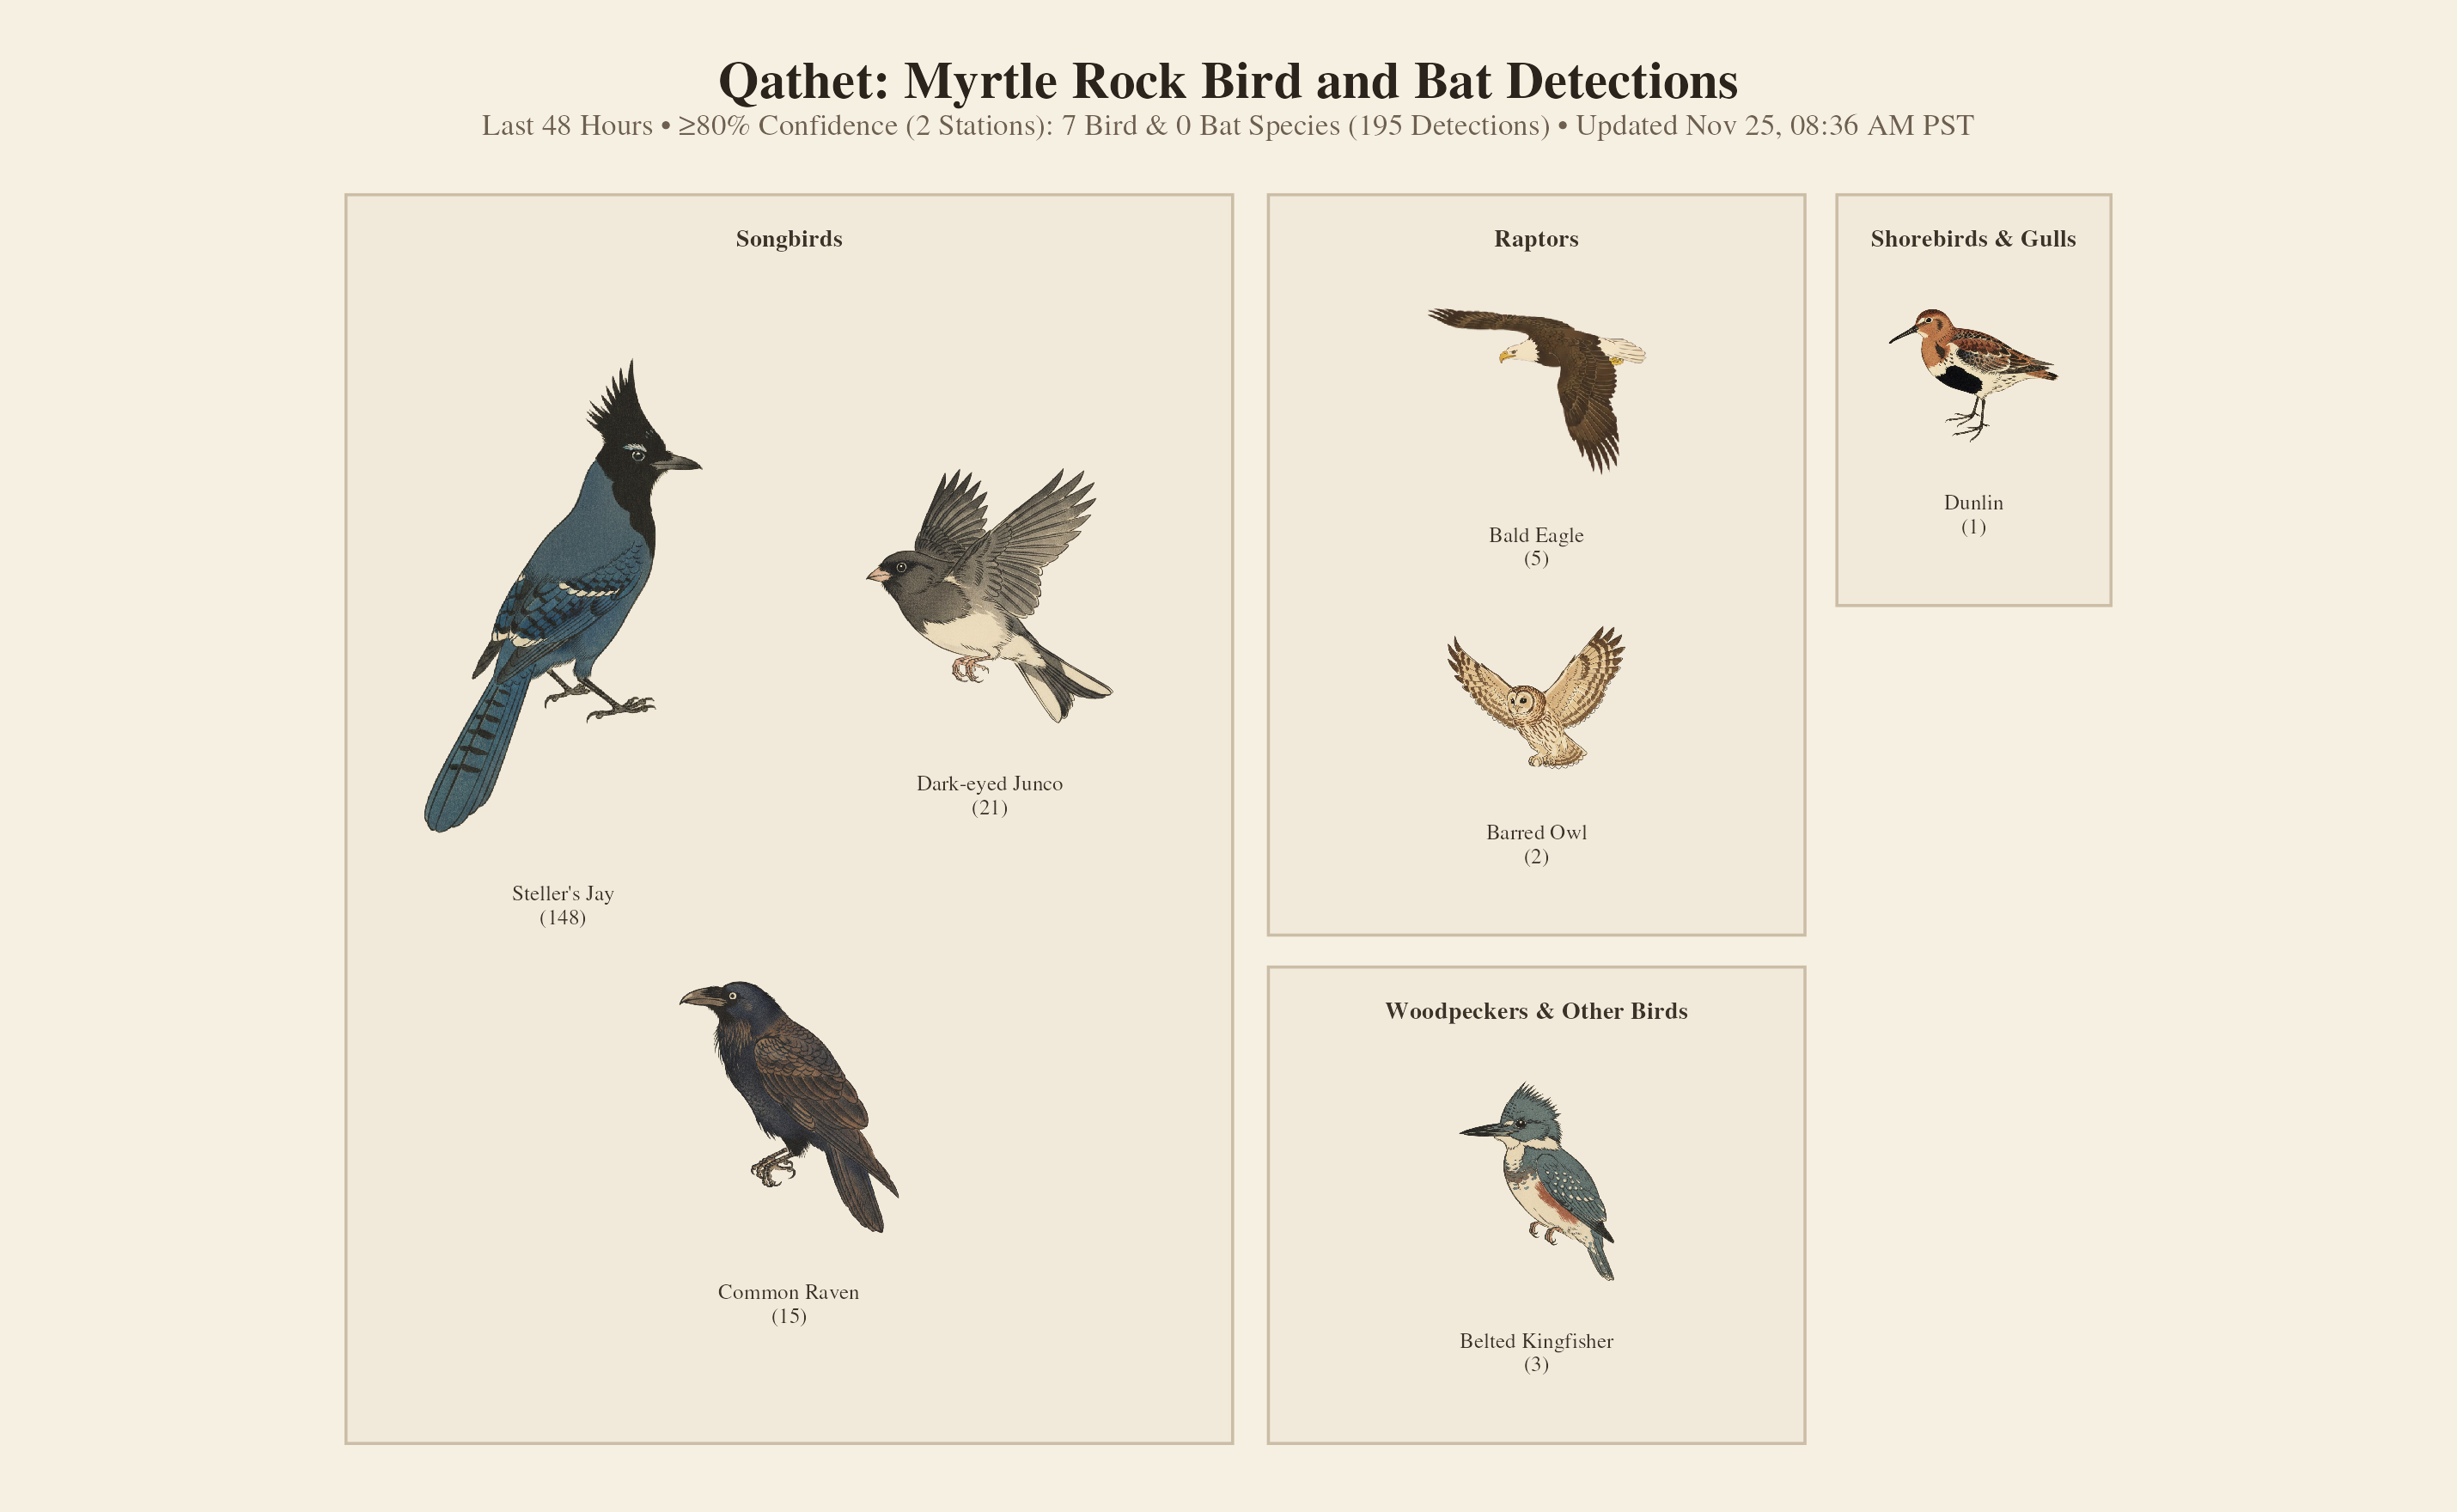 Qathet: Myrtle Rock Bird and Bat Detections
Last 48 Hours • ≥80% Confidence (2 Stations): 7 Bird & 0 Bat Species (195 Detections) • Updated Nov 25, 08:36 AM PST
Songbirds
Steller's Jay
(148)
Dark-eyed Junco
(21)
Common Raven
(15)
Raptors
Bald Eagle
(5)
Barred Owl
(2)
Woodpeckers & Other Birds
Belted Kingfisher
(3)
Shorebirds & Gulls
Dunlin
(1)